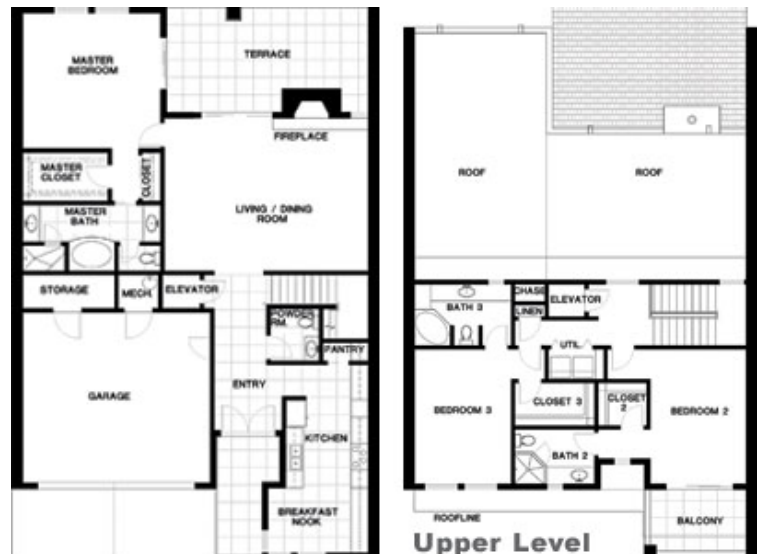 MASTER
BEDROOM
TERRACE
FIREPLACE
MASTER
CLOSET
CLOSET
LIVING / DINING
ROOM
MASTER
BATH
STORAGE
MECH.
ELEVATOR
POWDER
RM.
PANTRY
GARAGE
ENTRY
KITCHEN
BREAKFAST
NOOK
ROOF
ROOF
CHASE
ELEVATOR
BATH 3
LINEN
UTIL
BEDROOM 3
CLOSET 3
CLOSET
2
BEDROOM 2
BATH 2
ROOFLINE
BALCONY
Upper Level